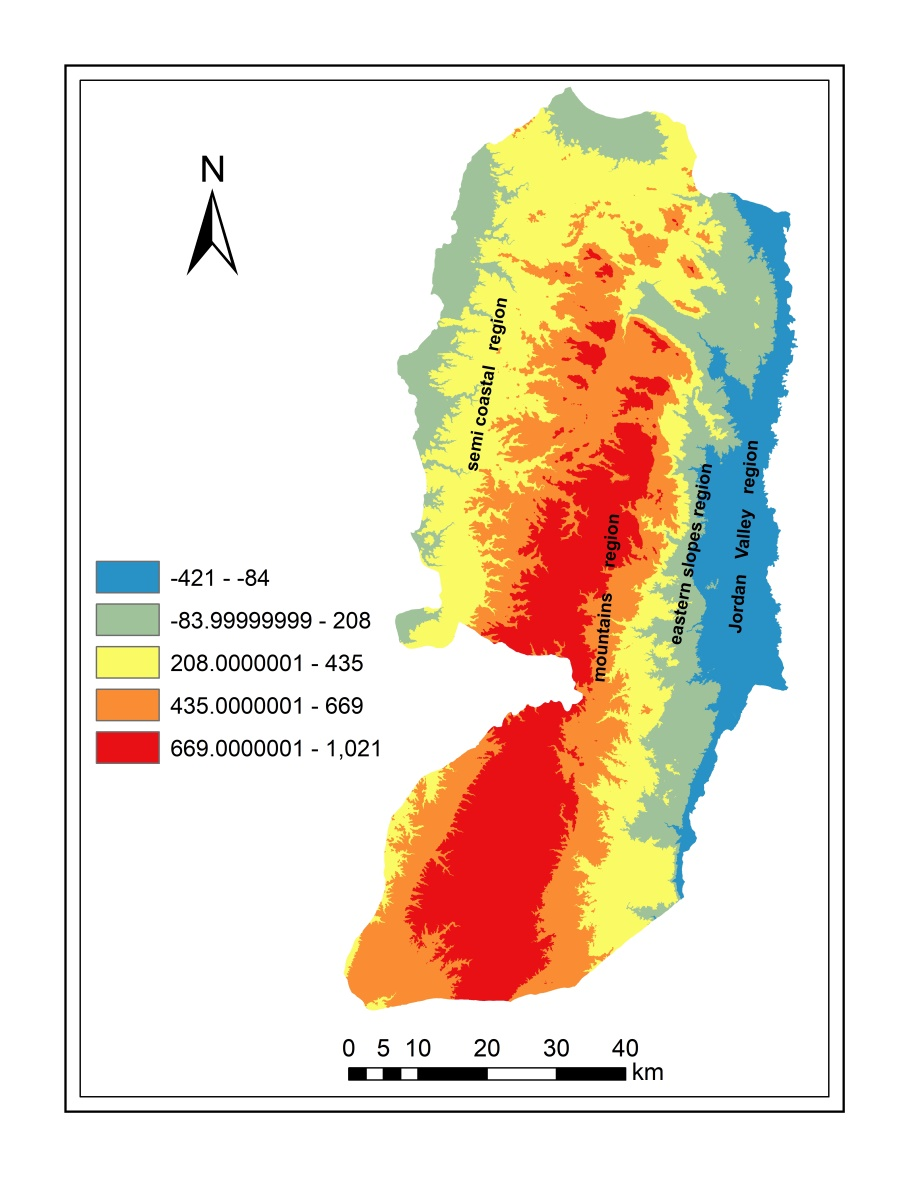 N
semi coastal region
mountains region
eastern slopes region
Jordan Valley region
-421 - -84
-83.99999999 - 208
208.0000001 - 435
435.0000001 - 669
669.0000001 - 1,021
0 5 10 20 30 40
km